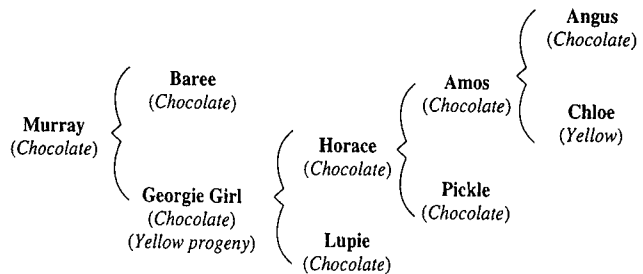 Murray
(Chocolate)
Baree
(Chocolate)
Georgie Girl
(Chocolate)
(Yellow progeny)
Horace
(Chocolate)
Lupie
(Chocolate)
Amos
(Chocolate)
Pickle
(Chocolate)
Angus
(Chocolate)
Chloe
(Yellow)